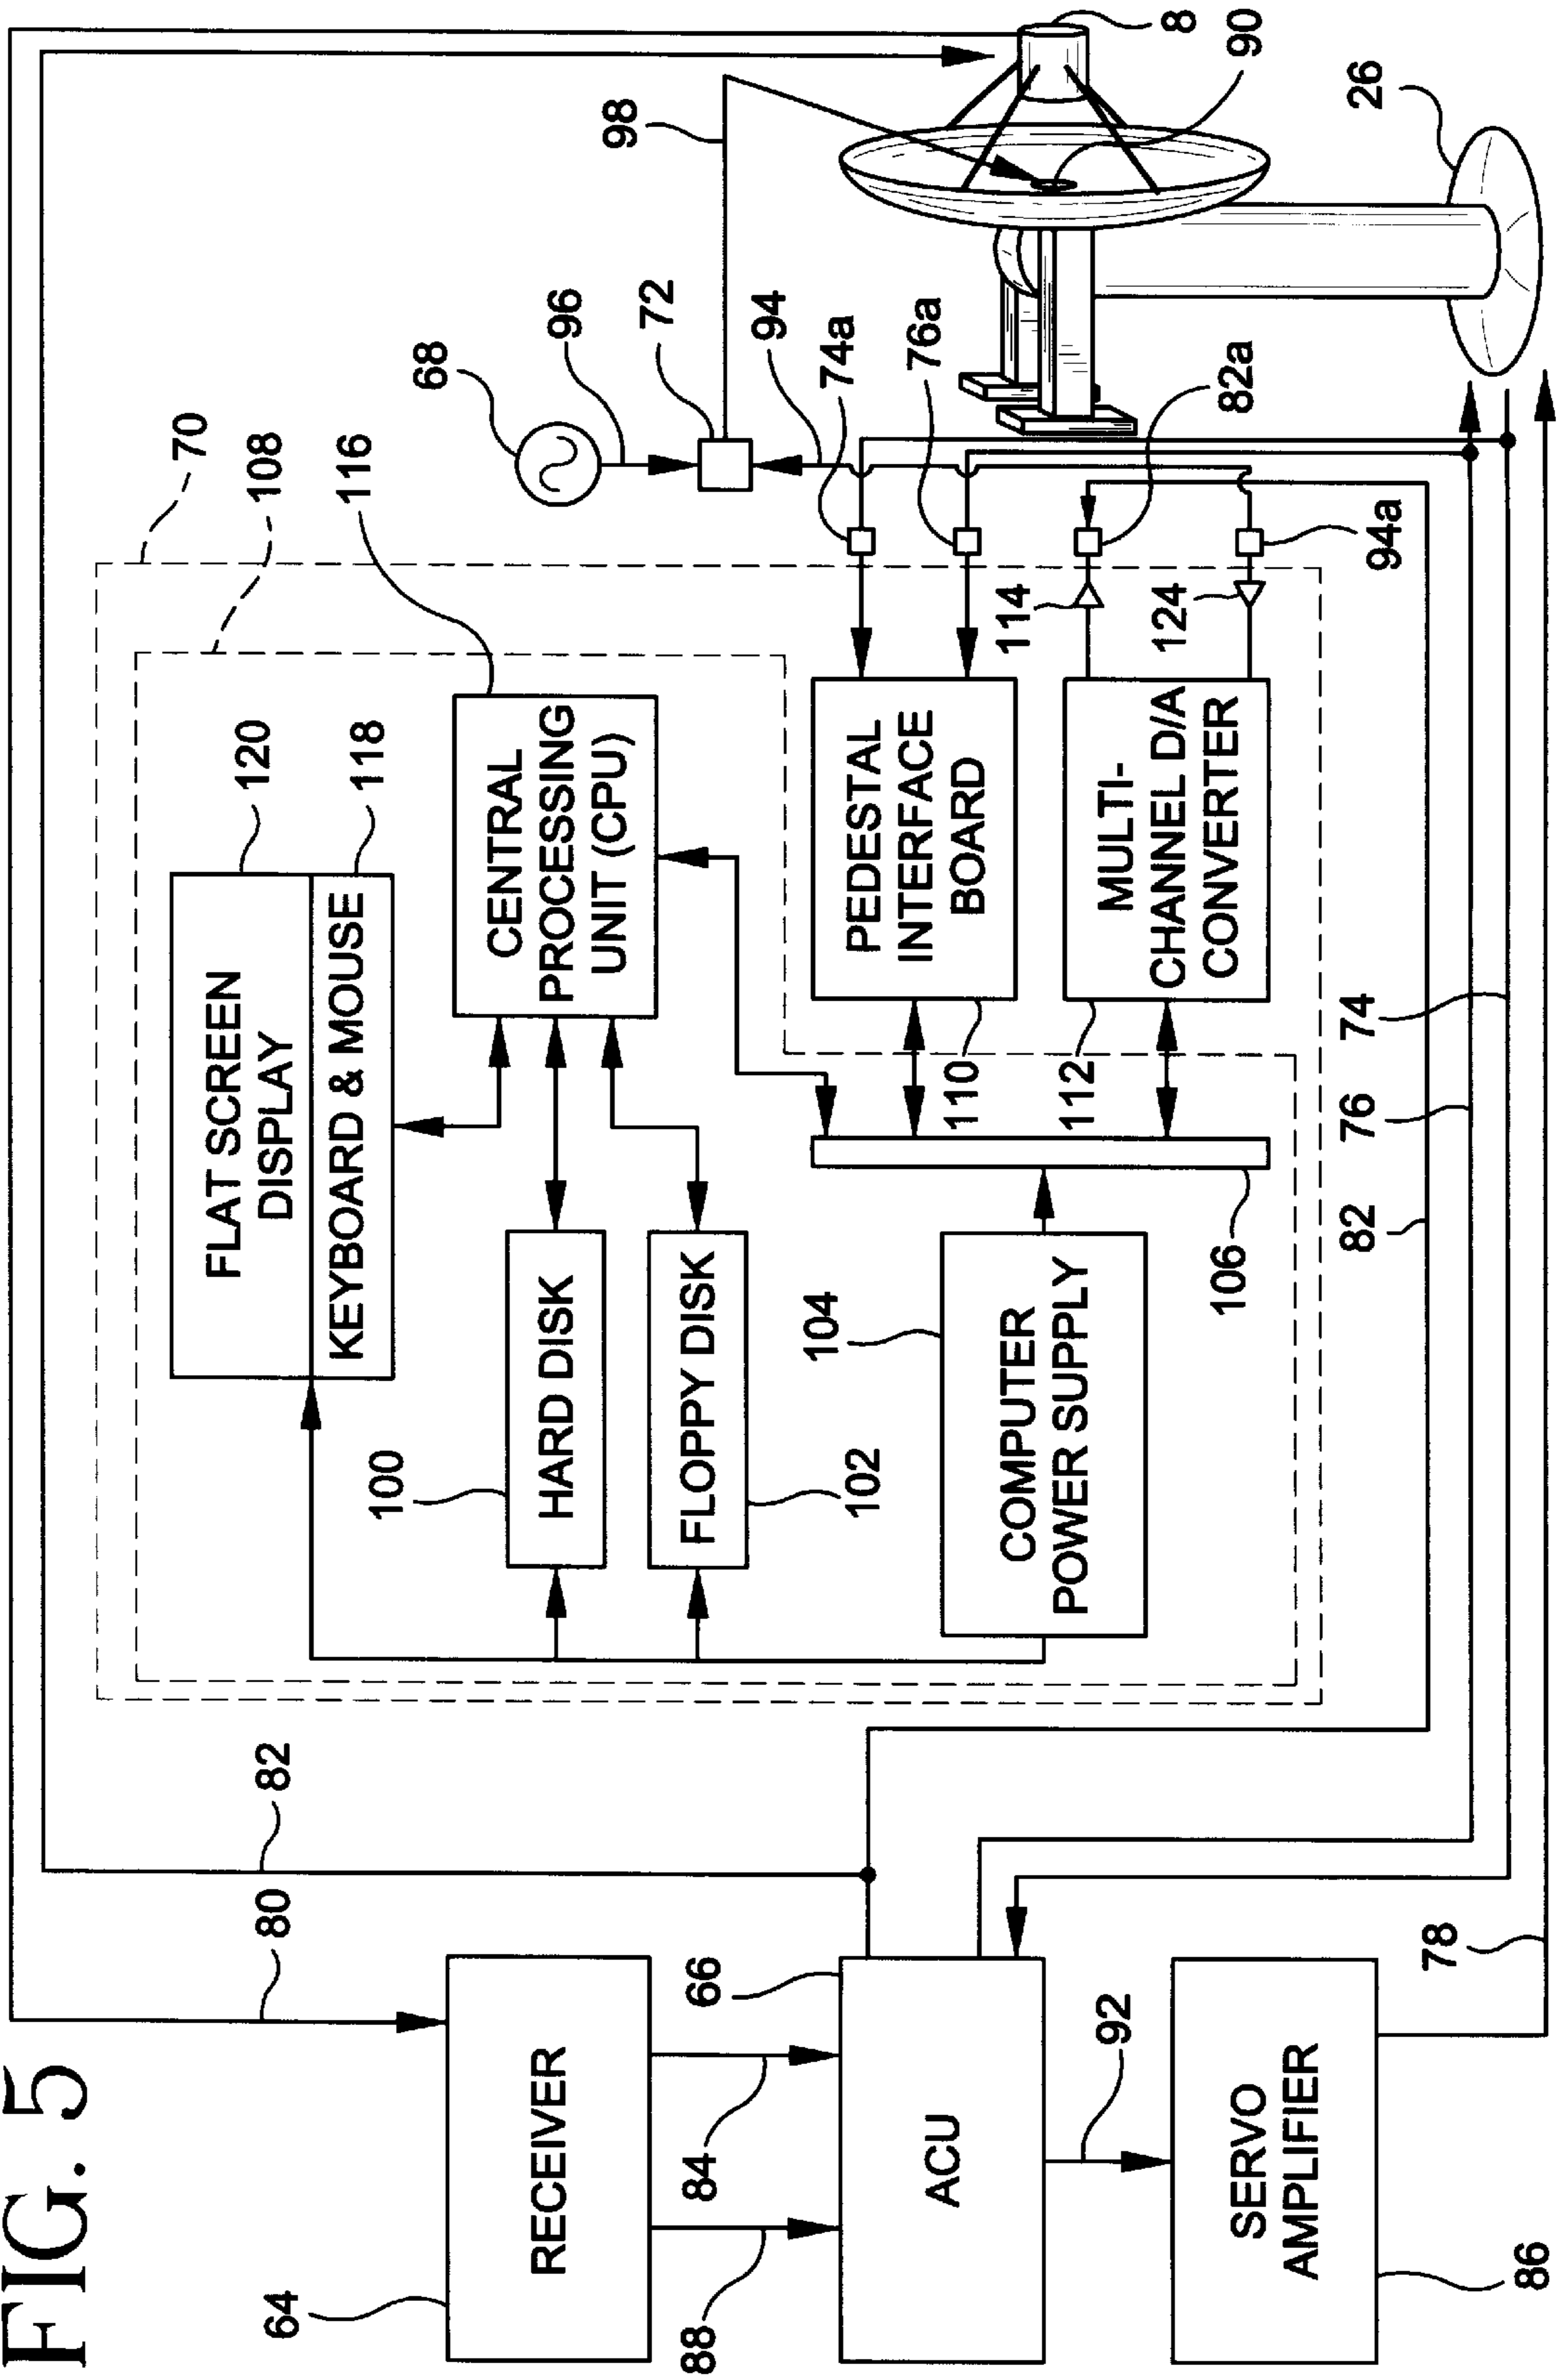 FIG. 5
80
82
70
108
120
FLAT SCREEN
DISPLAY
KEYBOARD & MOUSE
118
116
CENTRAL
PROCESSING
UNIT (CPU)
68
96
72
98
8
90
26
64
RECEIVER
100
HARD DISK
FLOPPY DISK
102
94
74a
76a
82a
94a
88
84
66
ACU
104
COMPUTER
POWER SUPPLY
106
PEDESTAL
INTERFACE
BOARD
110
112
MULTI-
CHANNEL D/A
CONVERTER
114
124
92
SERVO
AMPLIFIER
86
78
82
76
74